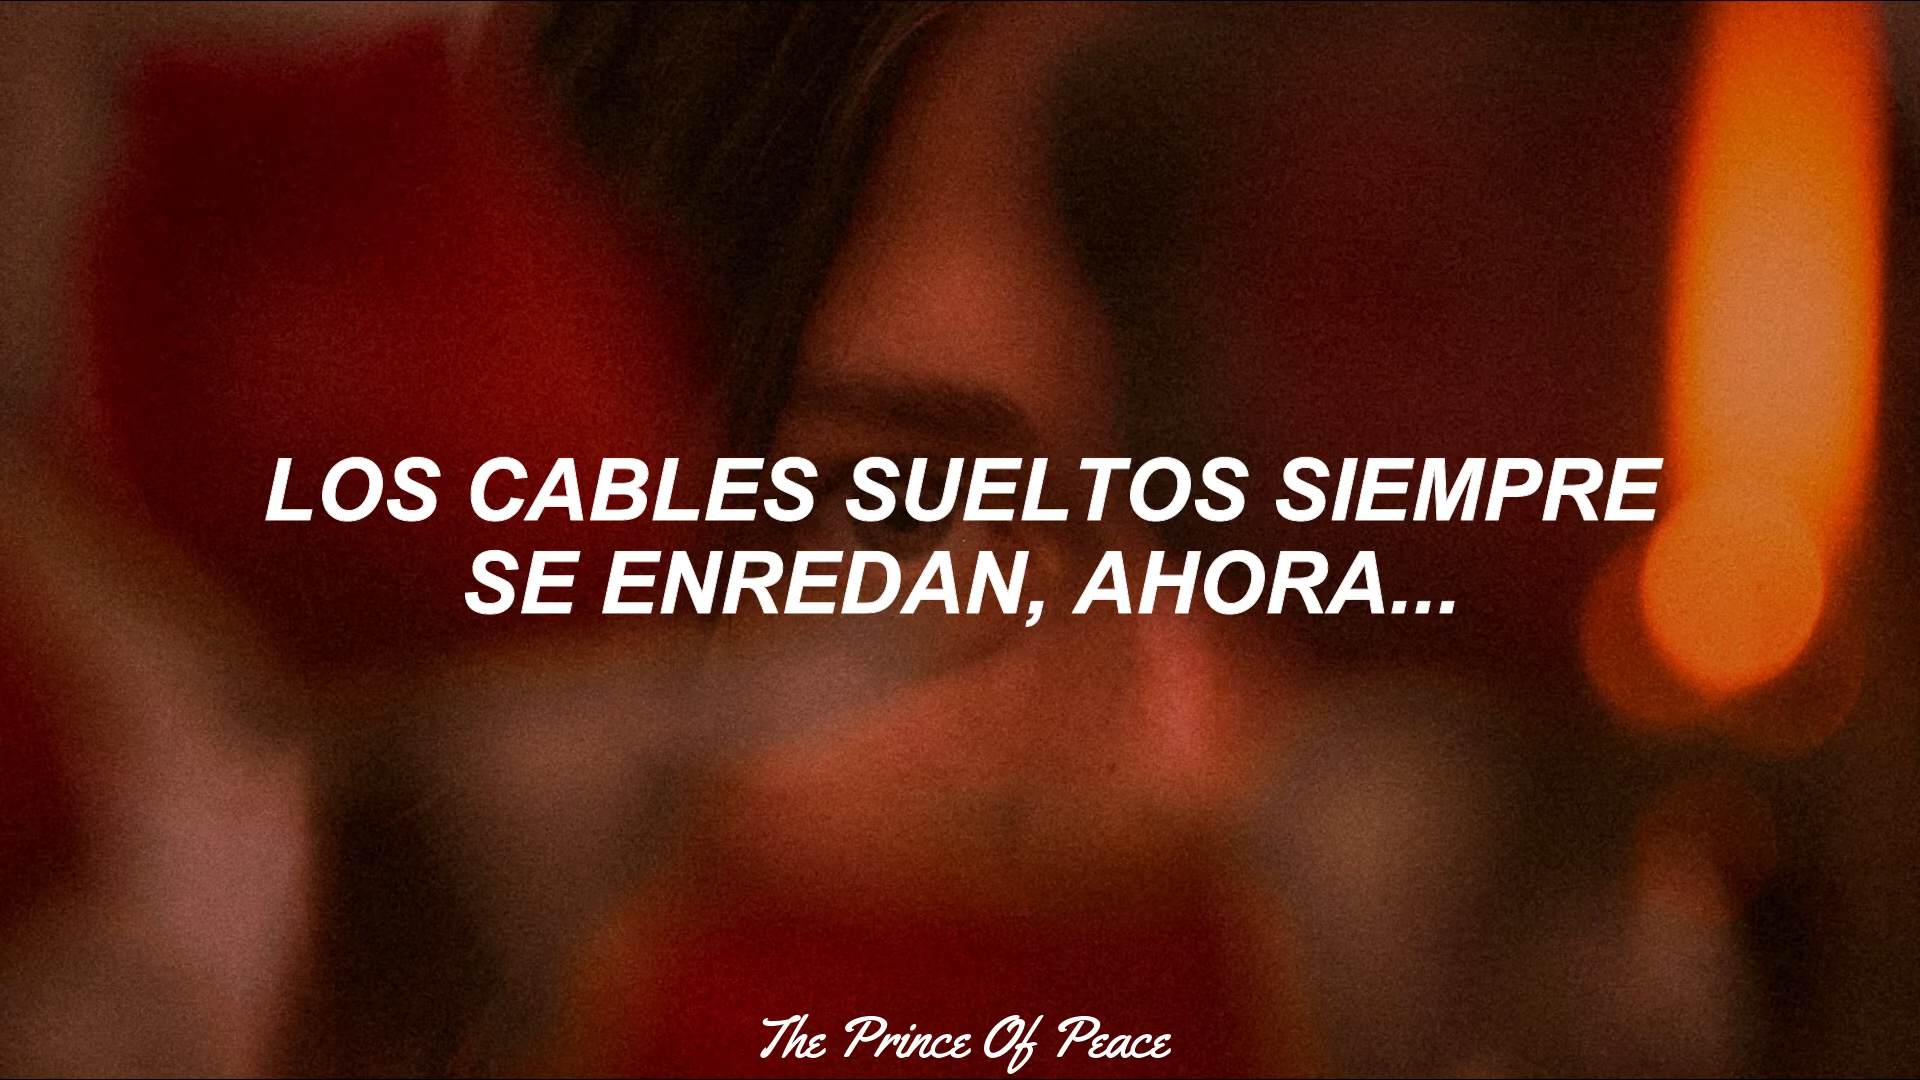 LOS CABLES SUELTOS SIEMPRE
SE ENREDAN, AHORA...
The Prince Of Peace